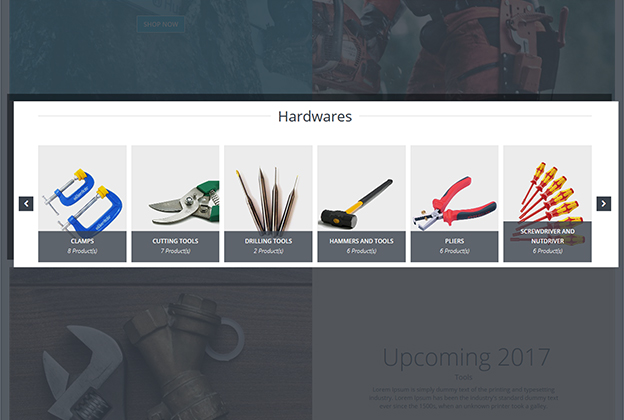 SHOP NOW
Hardwares
CLAMPS
8 Product(s)
CUTTING TOOLS
7 Product(s)
DRILLING TOOLS
2 Product(s)
HAMMERS AND TOOLS
6 Product(s)
PLIERS
6 Product(s)
SCREWDRIVER AND
NUTDRIVER
6 Product(s)
Upcoming 2017
Tools
Lorem Ipsum is simply dummy text of the printing and typesetting
industry. Lorem Ipsum has been the industry's standard dummy text
ever since the 1500s, when an unknown printer took a galley